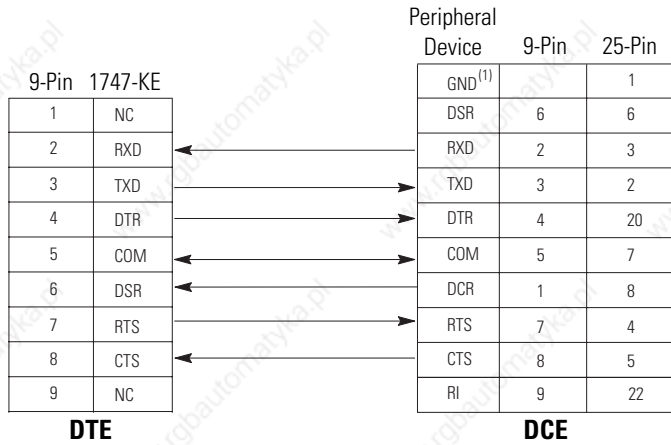 Peripheral
Device 9-Pin 25-Pin
9-Pin 1747-KE
GND(1) 1
1 NC
DSR 6 6
2 RXD
RXD 2 3
3 TXD
TXD 3 2
4 DTR
DTR 4 20
5 COM
COM 5 7
6 DSR
DCR 1 8
7 RTS
RTS 7 4
8 CTS
CTS 8 5
9 NC
RI 9 22
DTE
DCE
www.rgbautomatyka.pl